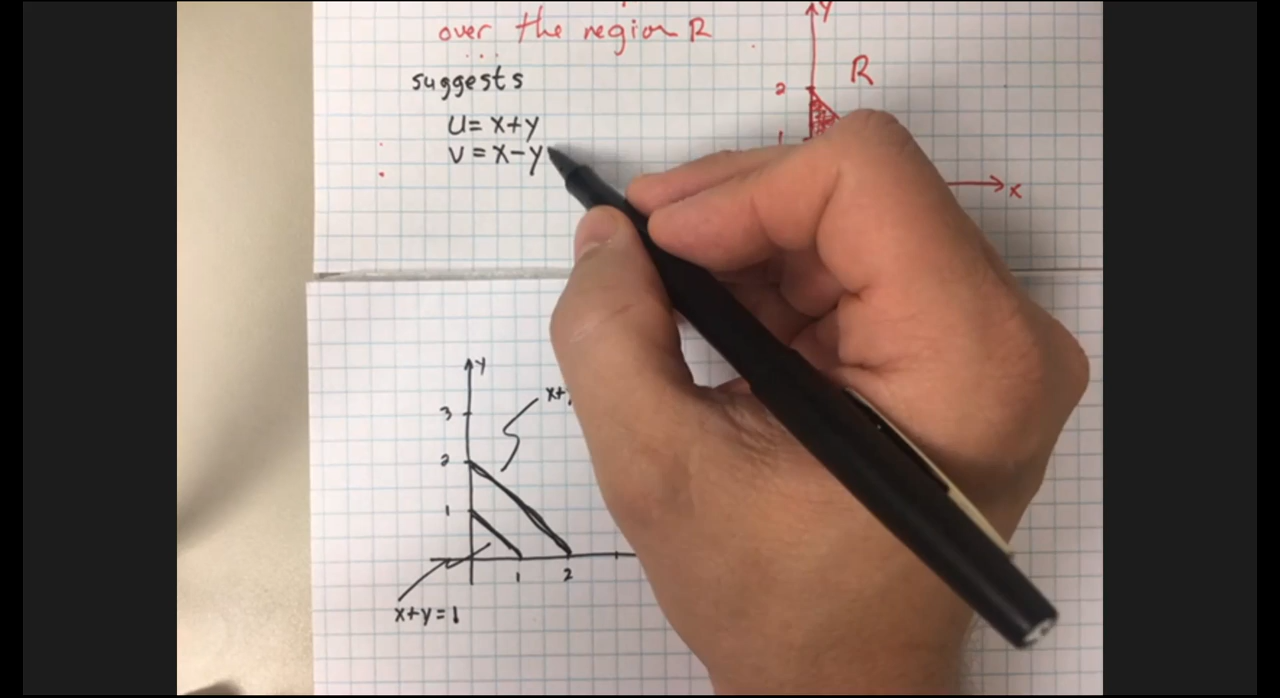 over the region R
suggests
U = x+y
V = x-y
y
R
2
1
x
y
3
2
1
x+
1
2
x+y=1